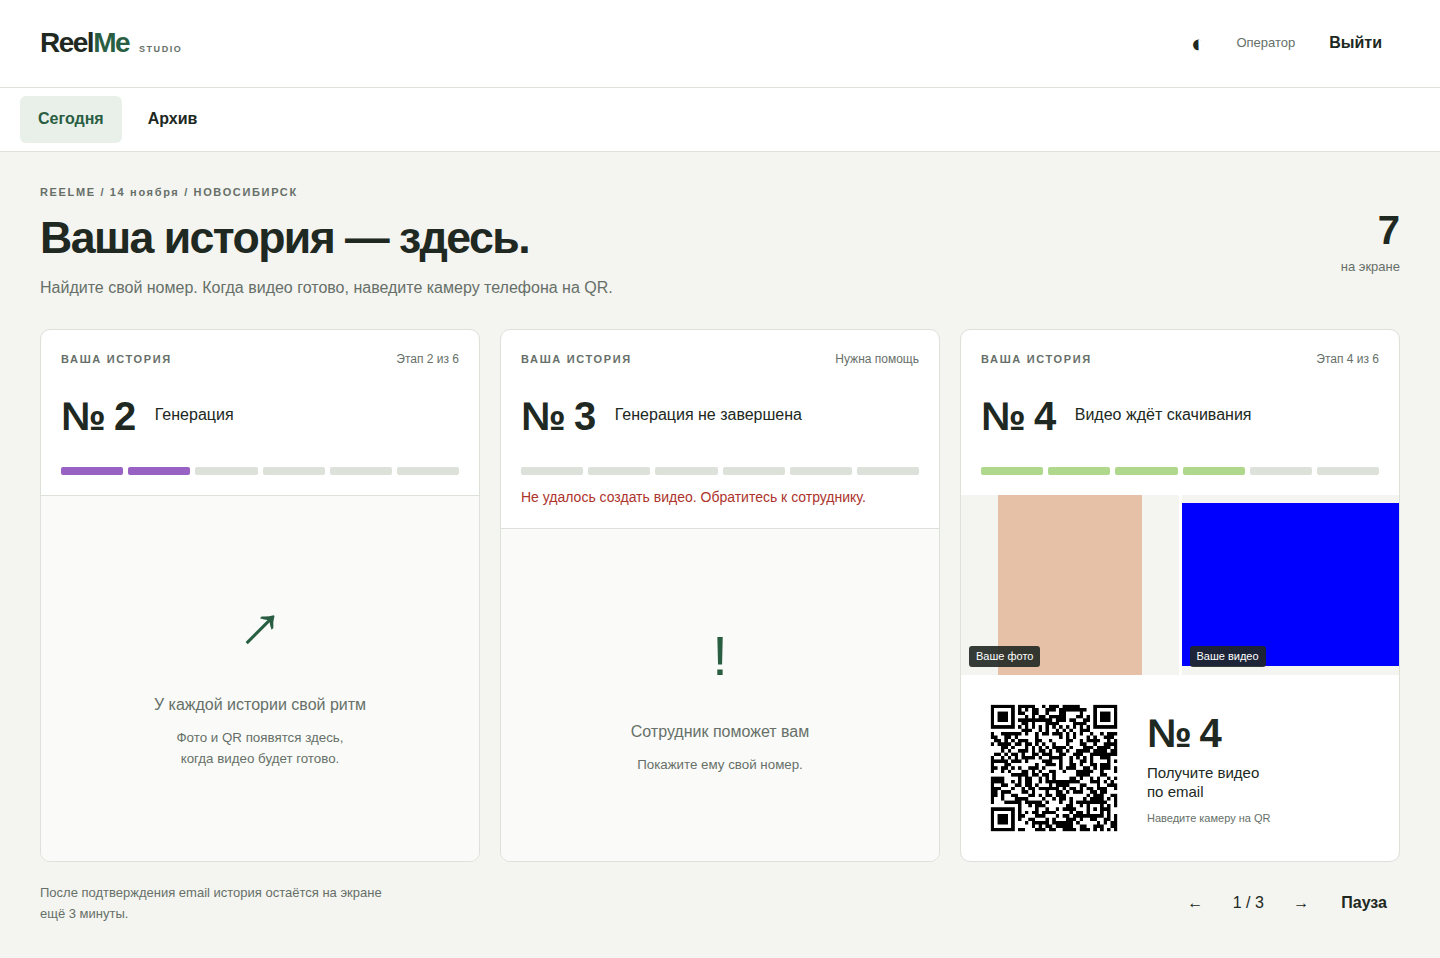 ReelMe STUDIO
Оператор
Выйти
Сегодня
Архив
REELME / 14 ноября / НОВОСИБИРСК
Ваша история — здесь.
Найдите свой номер. Когда видео готово, наведите камеру телефона на QR.
7
на экране
ВАША ИСТОРИЯ
Этап 2 из 6
№ 2
Генерация
↗
У каждой истории свой ритм
Фото и QR появятся здесь,
когда видео будет готово.
ВАША ИСТОРИЯ
Нужна помощь
№ 3
Генерация не завершена
Не удалось создать видео. Обратитесь к сотруднику.
!
Сотрудник поможет вам
Покажите ему свой номер.
ВАША ИСТОРИЯ
Этап 4 из 6
№ 4
Видео ждёт скачивания
Ваше фото
Ваше видео
№ 4
Получите видео
по email
Наведите камеру на QR
После подтверждения email история остаётся на экране
ещё 3 минуты.
←
1 / 3
→
Пауза